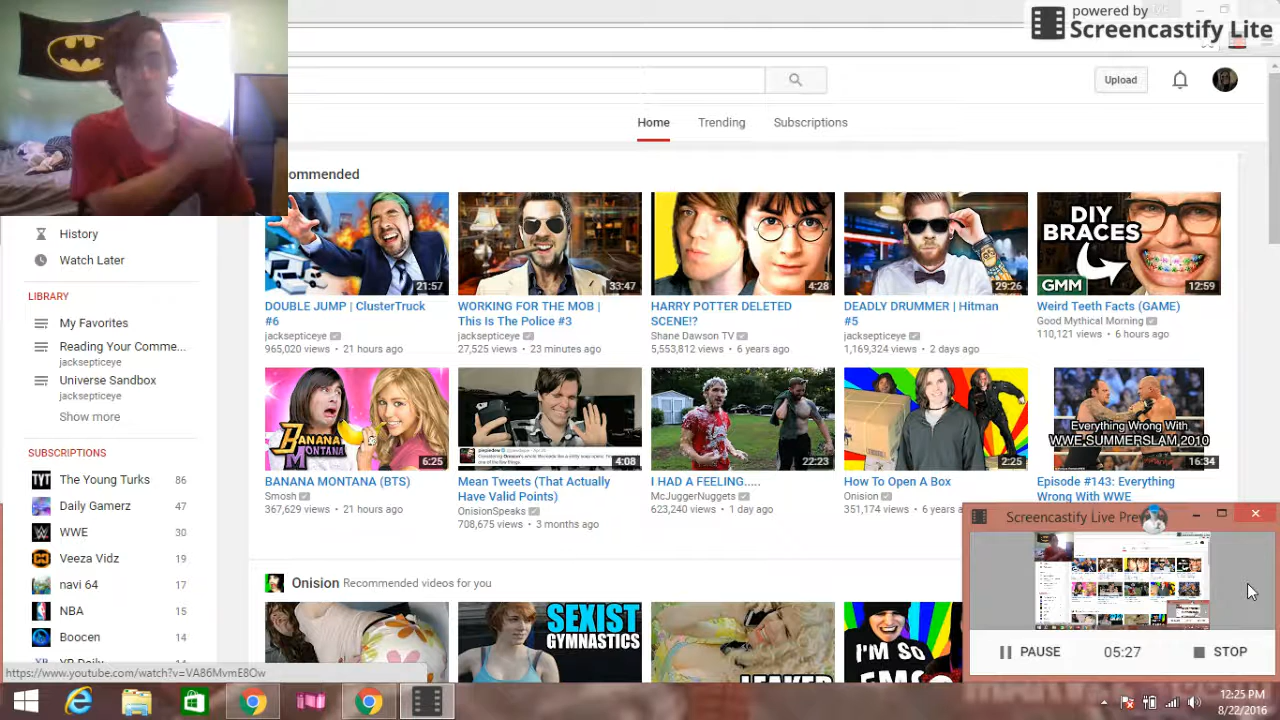 powered by
Screencastify Lite
Upload
Home Trending Subscriptions
ommended
History
Watch Later
LIBRARY
My Favorites
Reading Your Comme...
jacksepticeye
Universe Sandbox
jacksepticeye
Show more
SUBSCRIPTIONS
The Young Turks 86
Daily Gamerz 47
WWE 30
Veeza Vidz 19
navi 64 17
NBA 15
Boocen 14
21:57
DOUBLE JUMP | ClusterTruck
#6
jacksepticeye
965,020 views • 21 hours ago
33:47
WORKING FOR THE MOB |
This Is The Police #3
jacksepticeye
27,525 views • 23 minutes ago
4:28
HARRY POTTER DELETED
SCENE!?
Shane Dawson TV
5,553,812 views • 6 years ago
29:26
DEADLY DRUMMER | Hitman
#5
jacksepticeye
1,169,324 views • 2 days ago
DIY
BRACES
GMM
12:59
Weird Teeth Facts (GAME)
Good Mythical Morning
110,121 views • 6 hours ago
BANANA
MONTANA
6:25
BANANA MONTANA (BTS)
Smosh
367,629 views • 21 hours ago
4:08
Mean Tweets (That Actually
Have Valid Points)
OnisionSpeaks
708,675 views • 3 months ago
22:23
I HAD A FEELING.....
McJuggerNuggets
623,240 views • 1 day ago
2:25
How To Open A Box
Onision
351,174 views • 6 years a
Everything Wrong With
WWE SUMMERSLAM 2010
16:34
Episode #143: Everything
Wrong With WWE
Onision Recommended videos for you
SEXIST
GYMNASTICS
I'M SO
Screencastify Live Prev
PAUSE 05:27 STOP
https://www.youtube.com/watch?v=VA86MvmE8Ow
12:25 PM
8/22/2016